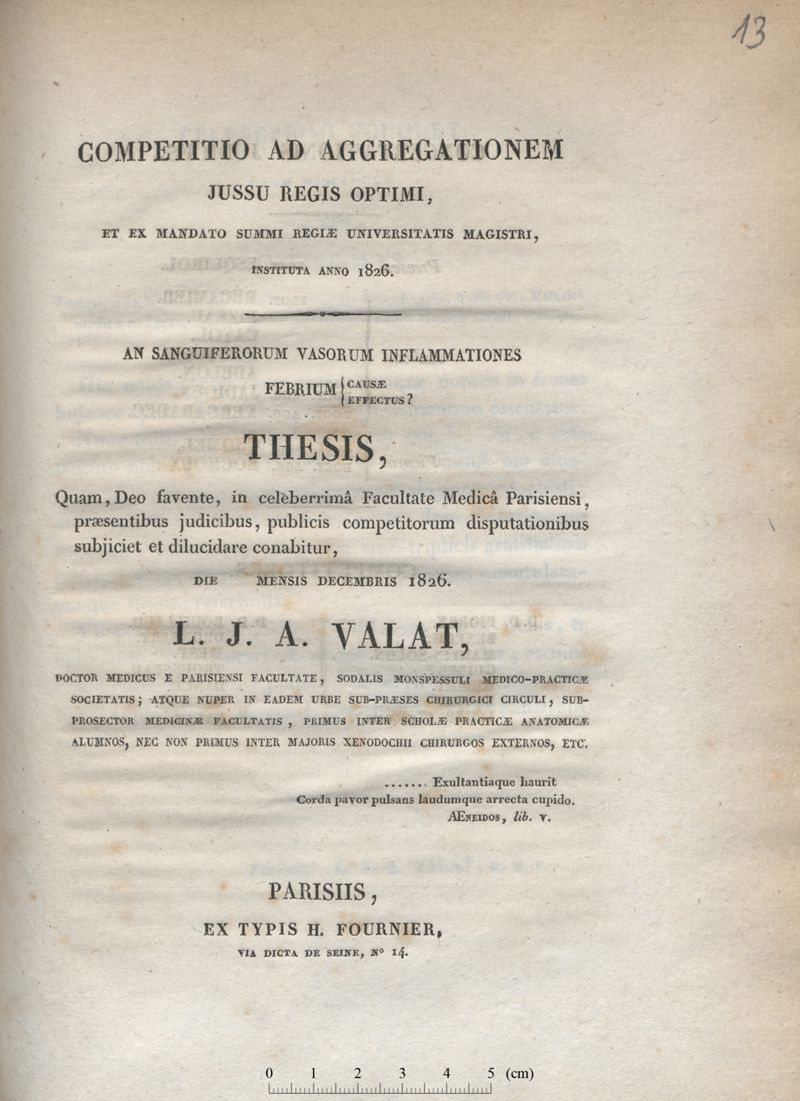 13
COMPETITIO AD AGGREGATIONEM
JUSSU REGIS OPTIMI,
ET EX MANDATO SUMMI REGIÆ UNIVERSITATIS MAGISTRI,
INSTITUTA ANNO 1826.
AN SANGUIFERORUM VASORUM INFLAMMATIONES
FEBRIUM { CAUSÆ
EFFECTUS?
THESIS,
Quam, Deo favente, in celeberrimâ Facultate Medicâ Parisiensi,
præsentibus judicibus, publicis competitorum disputationibus
subjiciet et dilucidare conabitur,
DIE MENSIS DECEMBRIS 1826.
L. J. A. VALAT,
DOCTOR MEDICUS E PARISIENSI FACULTATE, SODALIS MONSPESSULI MEDICO-PRACTICÆ
SOCIETATIS; ATQUE NUPER IN EADEM URBE SUB-PRÆSES CHIRURGICI CIRCULI, SUB-
PROSECTOR MEDICINÆ FACULTATIS, PRIMUS INTER SCHOLÆ PRACTICÆ ANATOMICÆ
ALUMNOS, NEC NON PRIMUS INTER MAJORIS XENODOCHII CHIRURGOS EXTERNOS, ETC.
....... Exultantiaque haurit
Corda pavor pulsans laudumque arrecta cupido.
ÆNEIDOS, lib. V.
PARISIIS,
EX TYPIS H. FOURNIER,
VIA DICTA DE SEINE, N° 14.
0 1 2 3 4 5 (cm)